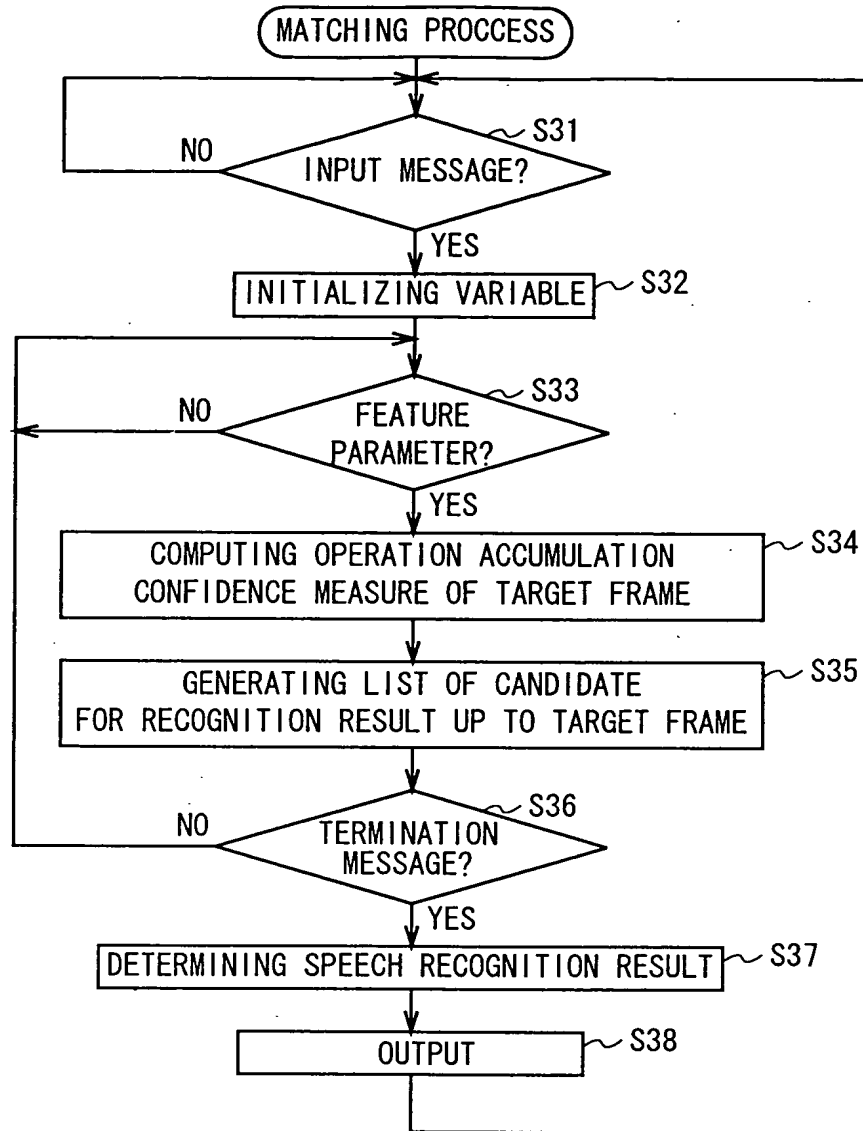 MATCHING PROCCESS
S31
NO
INPUT MESSAGE?
YES
INITIALIZING VARIABLE
S32
S33
NO
FEATURE
PARAMETER?
YES
COMPUTING OPERATION ACCUMULATION
CONFIDENCE MEASURE OF TARGET FRAME
S34
GENERATING LIST OF CANDIDATE
FOR RECOGNITION RESULT UP TO TARGET FRAME
S35
S36
NO
TERMINATION
MESSAGE?
YES
DETERMINING SPEECH RECOGNITION RESULT
S37
OUTPUT
S38